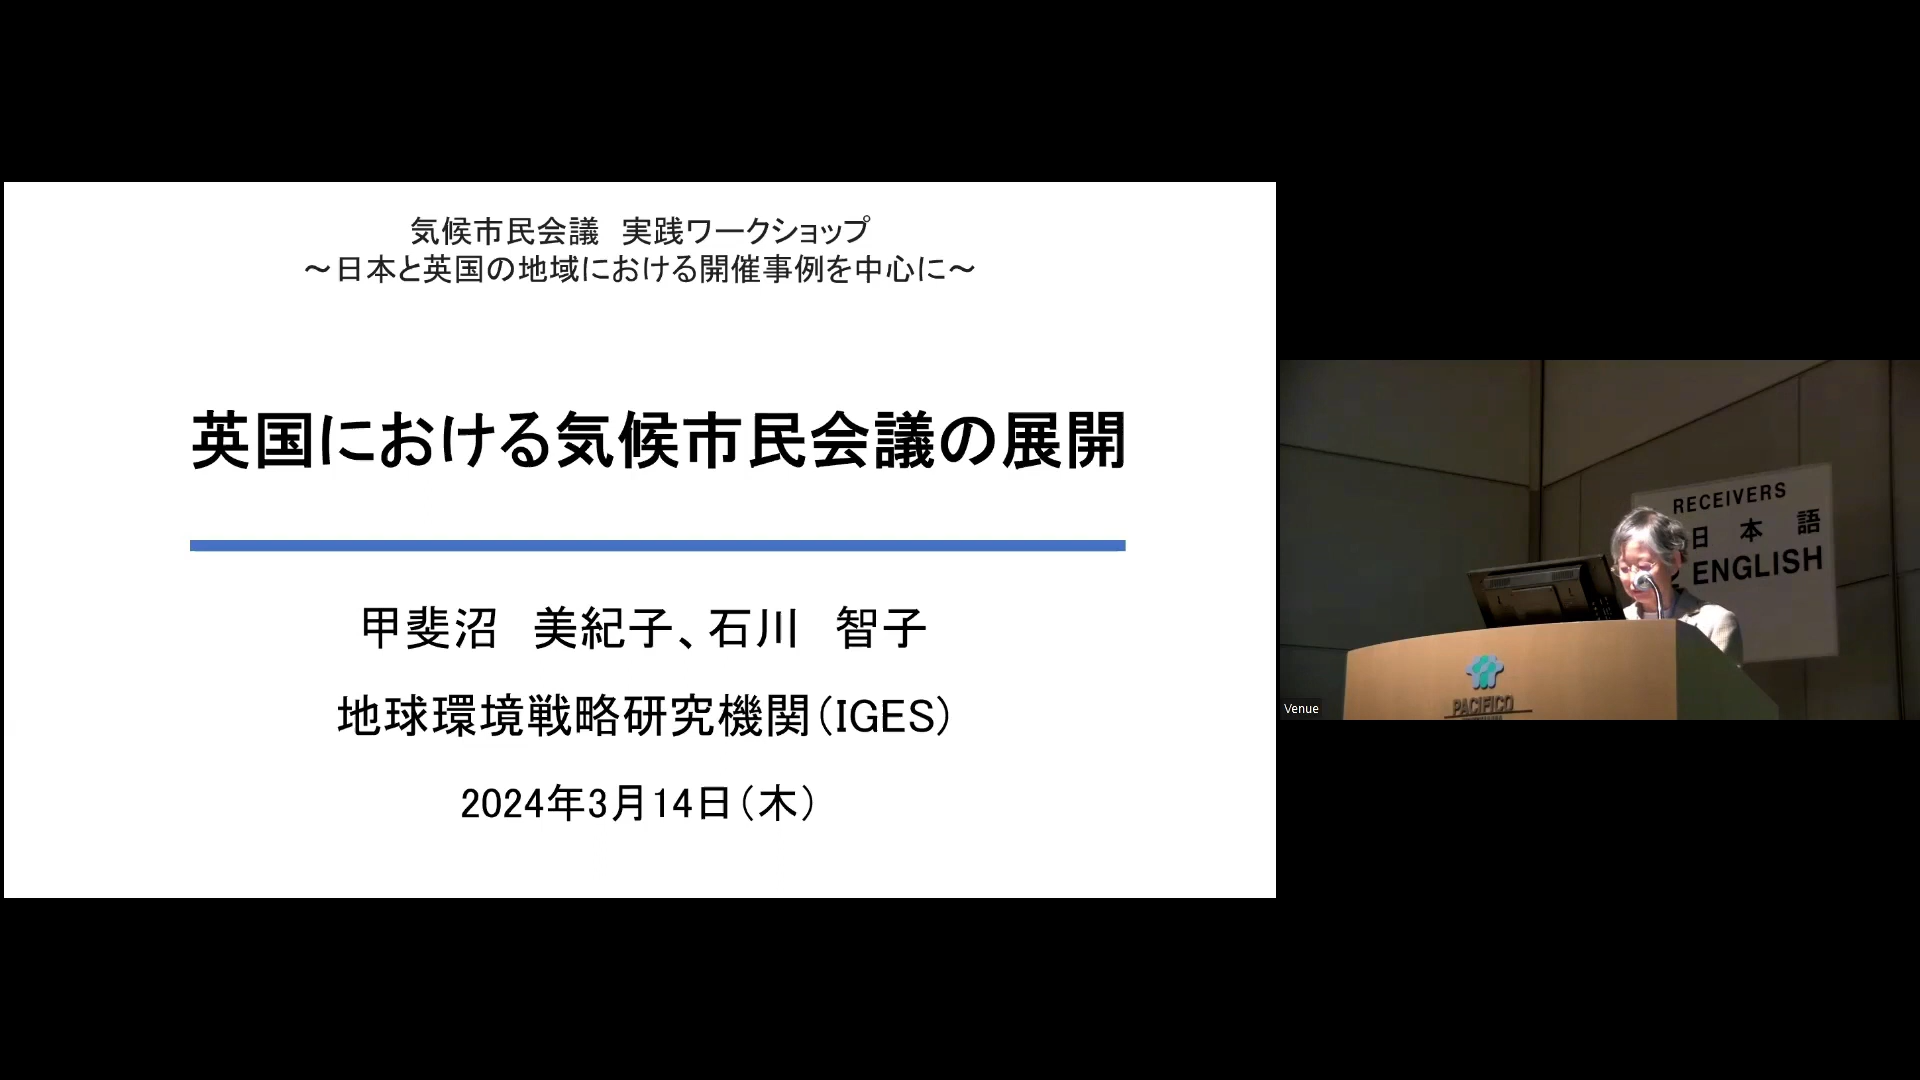 気候市民会議　実践ワークショップ
～日本と英国の地域における開催事例を中心に～
英国における気候市民会議の展開
甲斐沼　美紀子、石川　智子
地球環境戦略研究機関（IGES）
2024年3月14日（木）
RECEIVERS
日 本 語
ENGLISH
PACIFICO
Venue